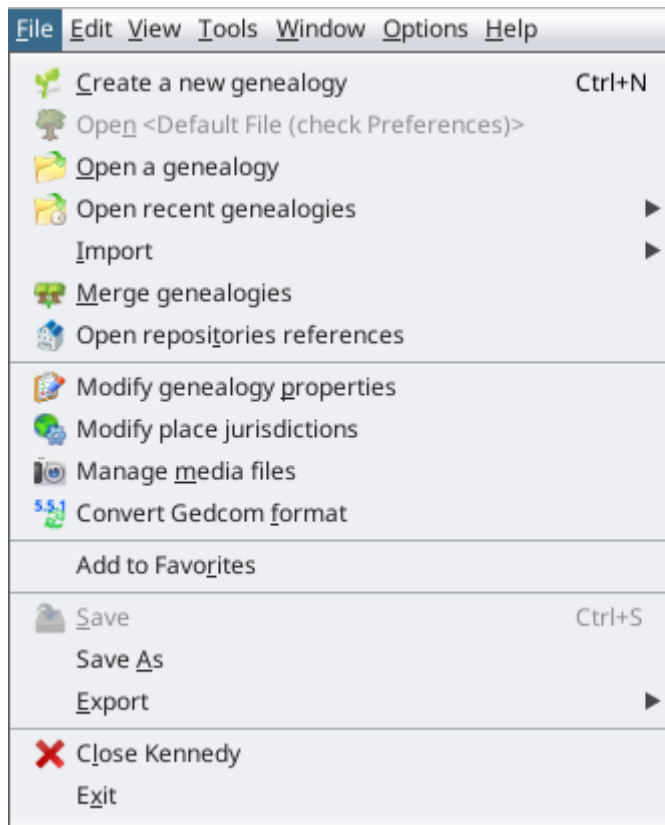 File Edit View Tools Window Options Help
Create a new genealogy Ctrl+N
Open <Default File (check Preferences)>
Open a genealogy
Open recent genealogies
Import
Merge genealogies
Open repositories references
Modify genealogy properties
Modify place jurisdictions
Manage media files
5.5.1 Convert Gedcom format
Add to Favorites
Save Ctrl+S
Save As
Export
Close Kennedy
Exit